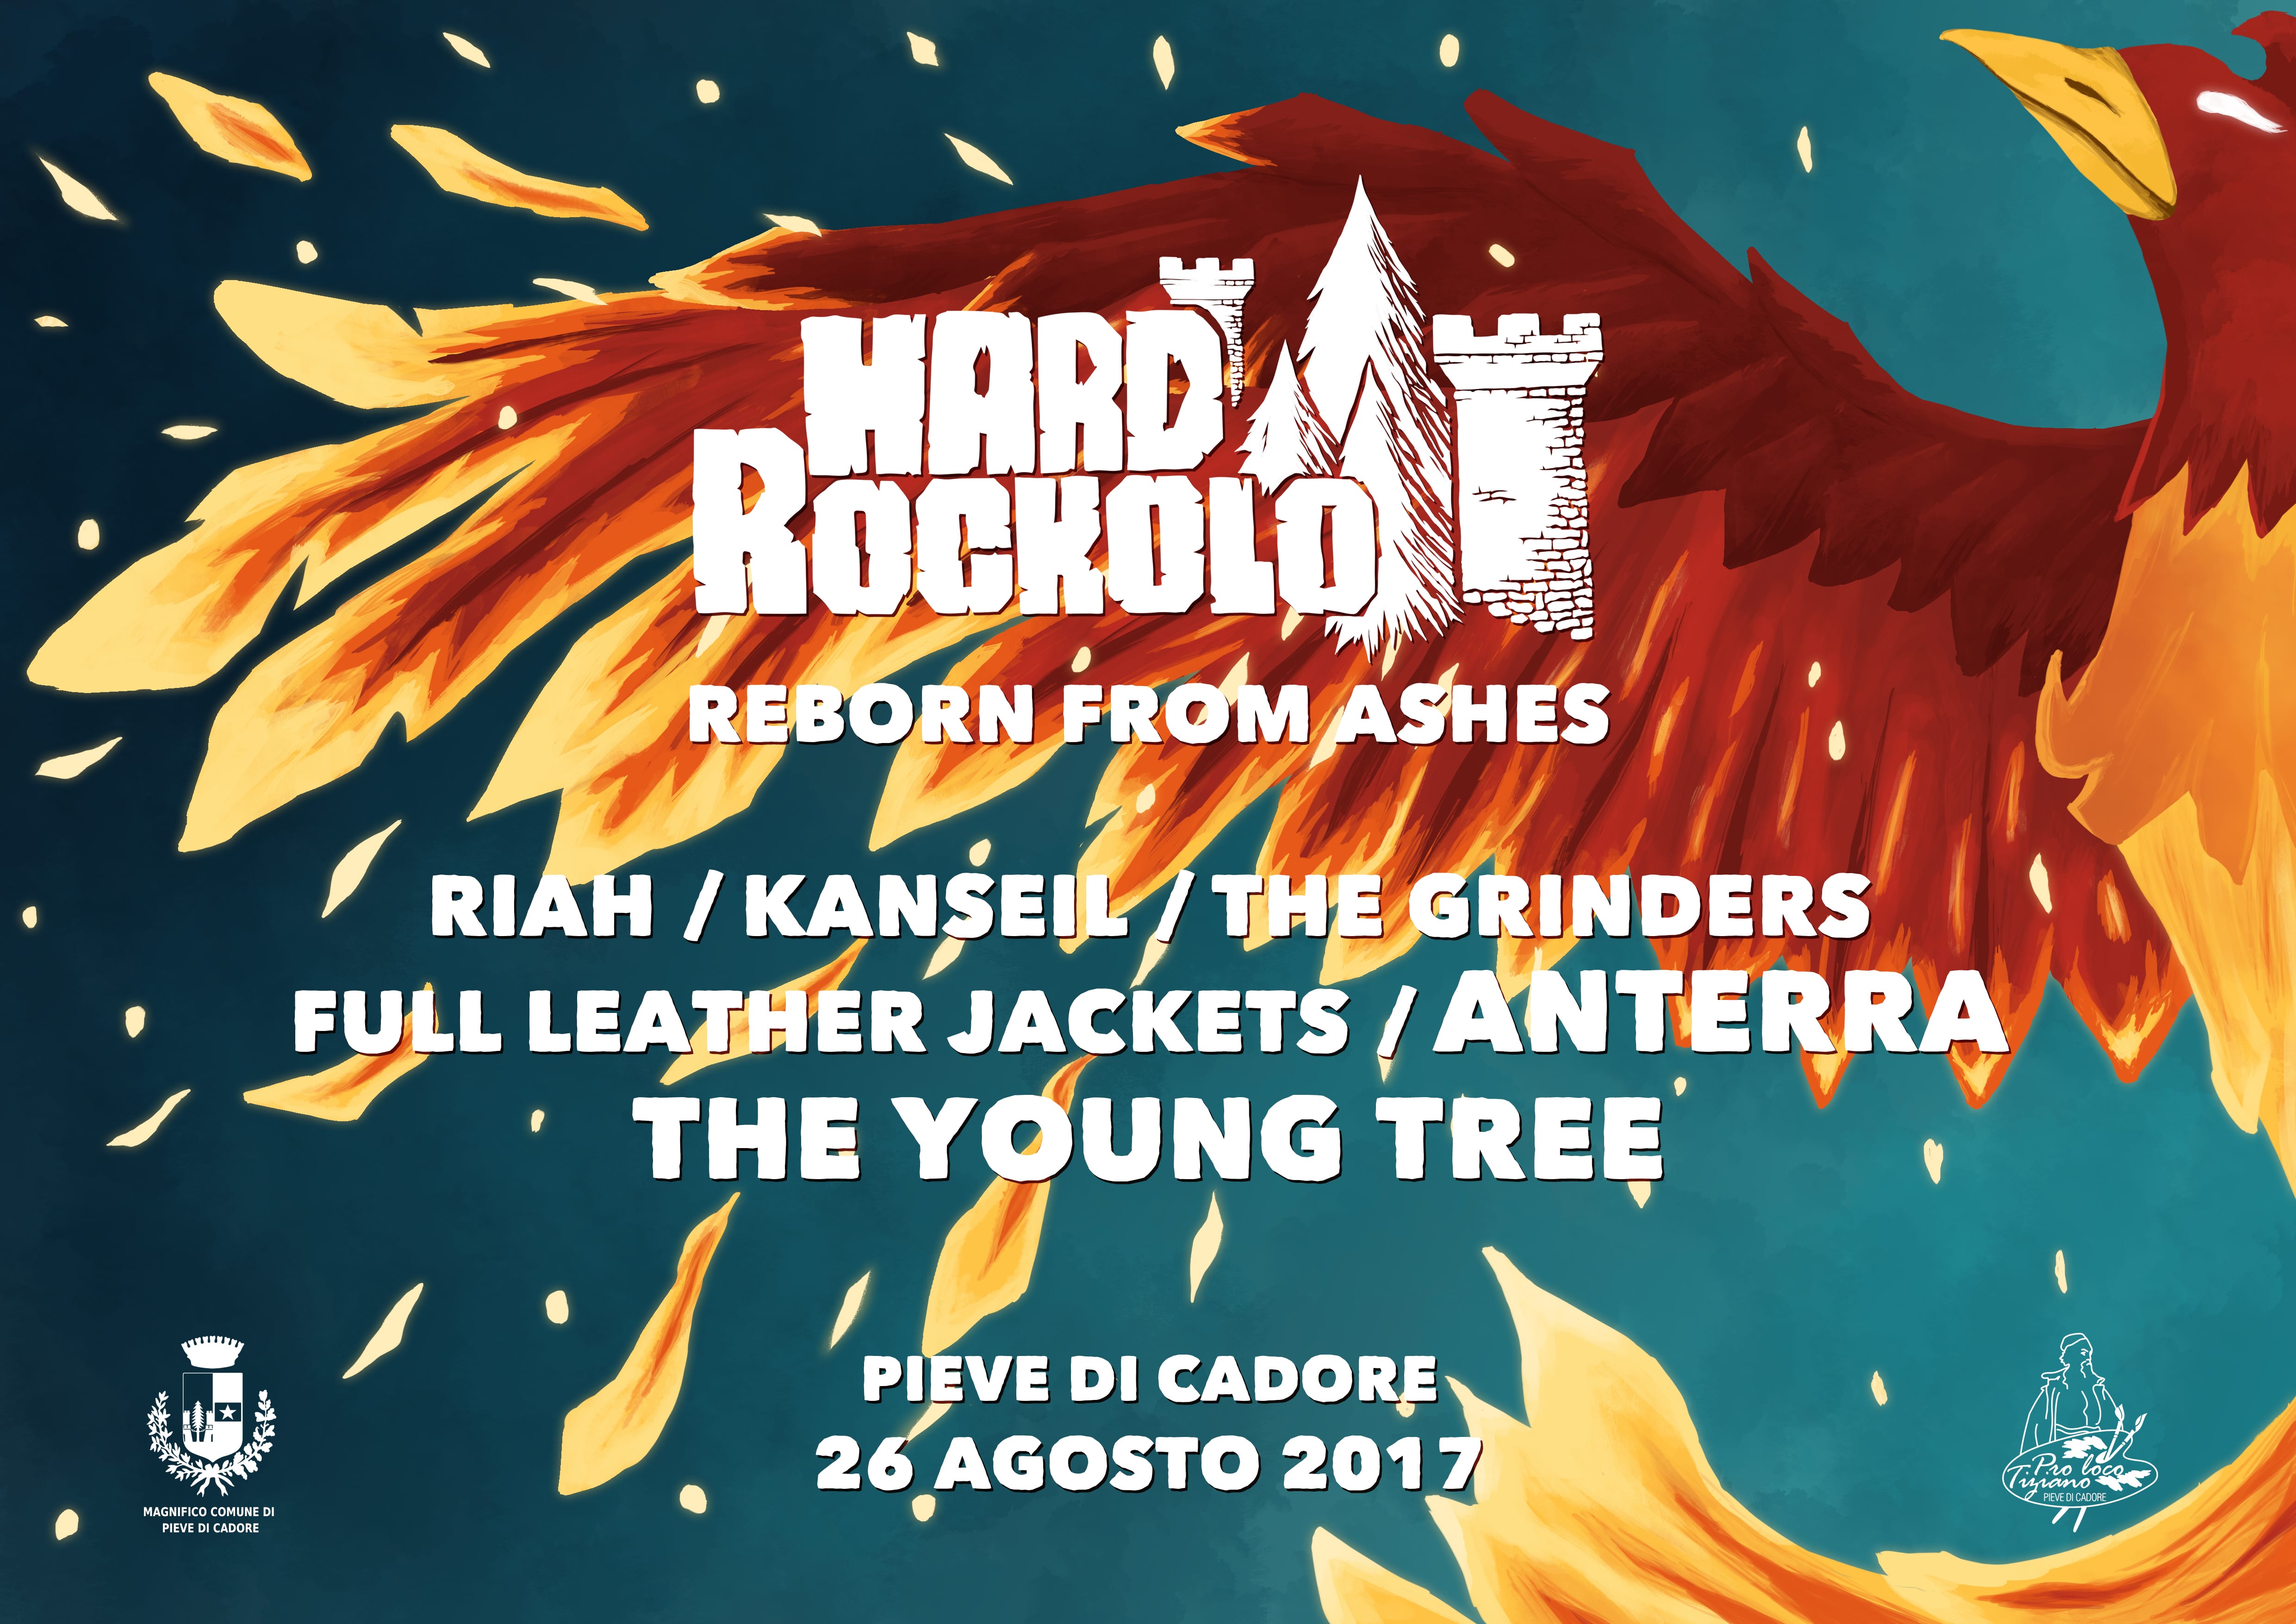 HARD
ROCKOLO
REBORN FROM ASHES
RIAH / KANSEIL / THE GRINDERS
FULL LEATHER JACKETS / ANTERRA
THE YOUNG TREE
PIEVE DI CADORE
26 AGOSTO 2017
MAGNIFICO COMUNE DI
PIEVE DI CADORE
Pro loco
Tiziano
PIEVE DI CADORE